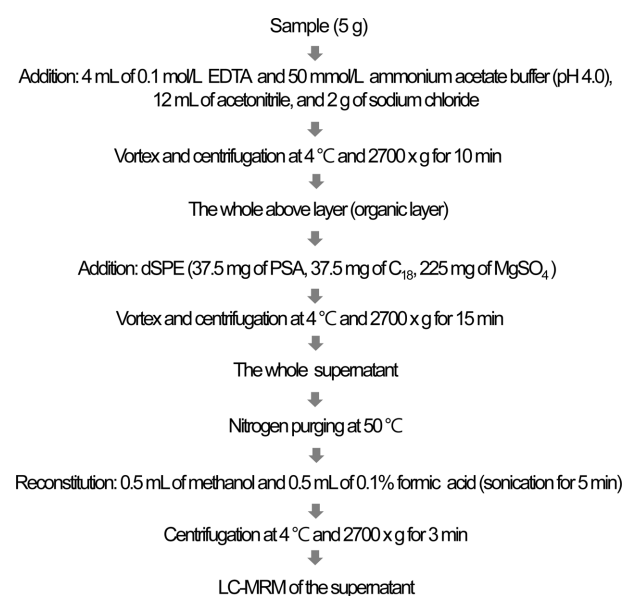 Sample (5 g)
Addition: 4 mL of 0.1 mol/L EDTA and 50 mmol/L ammonium acetate buffer (pH 4.0),
12 mL of acetonitrile, and 2 g of sodium chloride
Vortex and centrifugation at 4 °C and 2700 x g for 10 min
The whole above layer (organic layer)
Addition: dSPE (37.5 mg of PSA, 37.5 mg of C₁₈, 225 mg of MgSO₄)
Vortex and centrifugation at 4 °C and 2700 x g for 15 min
The whole supernatant
Nitrogen purging at 50 °C
Reconstitution: 0.5 mL of methanol and 0.5 mL of 0.1% formic acid (sonication for 5 min)
Centrifugation at 4 °C and 2700 x g for 3 min
LC-MRM of the supernatant